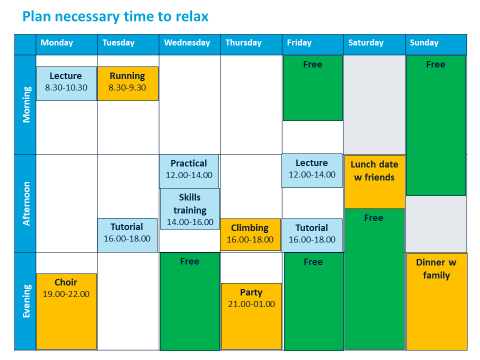 Plan necessary time to relax
Monday Tuesday Wednesday Thursday Friday Saturday Sunday
Morning
Lecture
8.30-10.30
Running
8.30-9.30
Free
Free
Afternoon
Practical
12.00-14.00
Lecture
12.00-14.00
Lunch date
w friends
Skills
training
14.00-16.00
Tutorial
16.00-18.00
Climbing
16.00-18.00
Tutorial
16.00-18.00
Free
Evening
Choir
19.00-22.00
Free
Party
21.00-01.00
Free
Dinner w
family